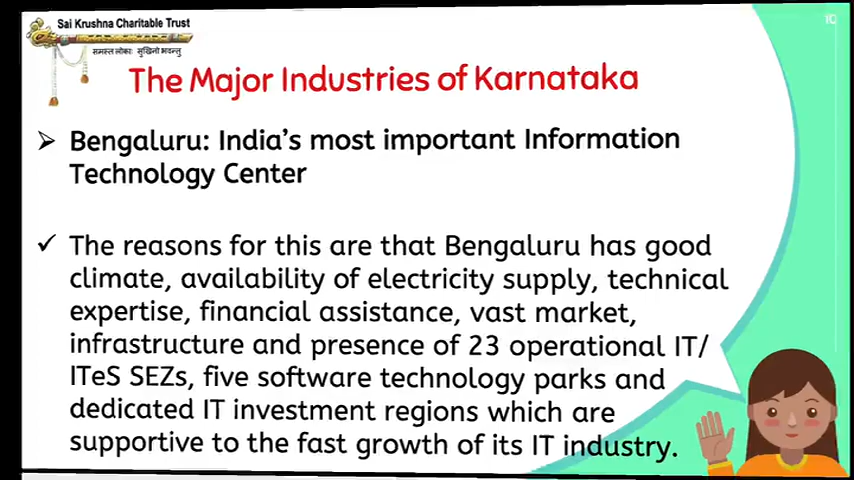 Sai Krushna Charitable Trust
समस्त लोकाः सुखिनो भवन्तु
10
The Major Industries of Karnataka
➢ Bengaluru: India's most important Information
Technology Center
✓ The reasons for this are that Bengaluru has good
climate, availability of electricity supply, technical
expertise, financial assistance, vast market,
infrastructure and presence of 23 operational IT/
ITeS SEZs, five software technology parks and
dedicated IT investment regions which are
supportive to the fast growth of its IT industry.